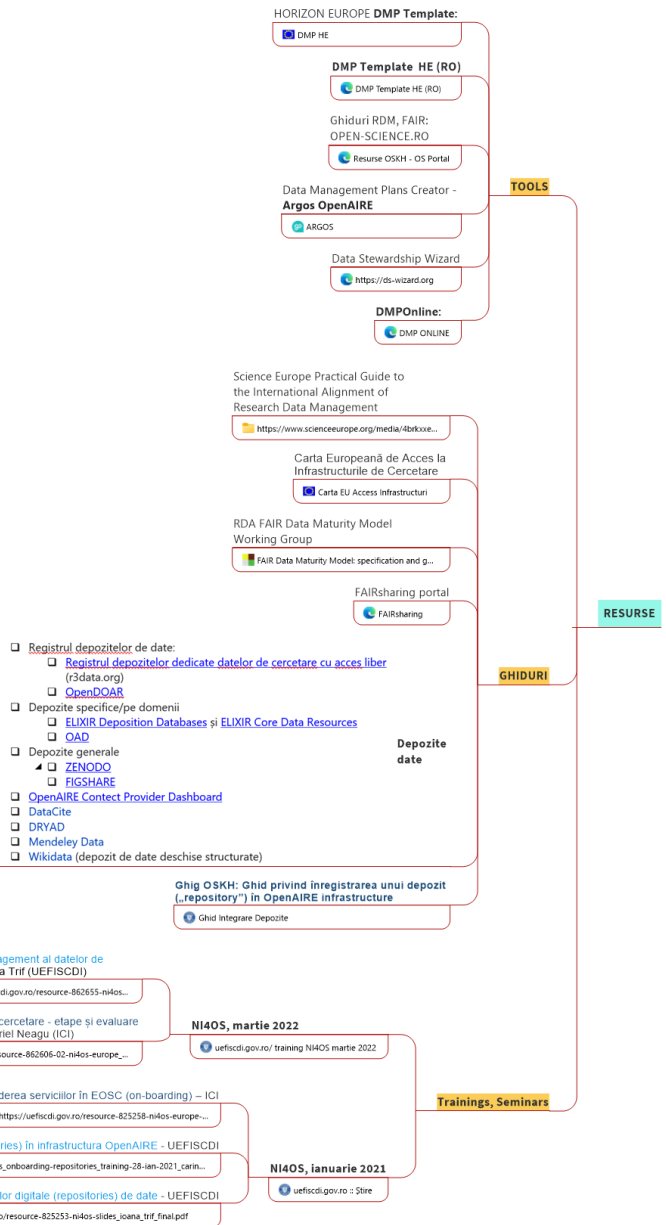 HORIZON EUROPE DMP Template:
DMP HE
DMP Template HE (RO)
DMP Template HE (RO)
Ghiduri RDM, FAIR:
OPEN-SCIENCE.RO
Resurse OSKH - OS Portal
Data Management Plans Creator -
Argos OpenAIRE
ARGOS
Data Stewardship Wizard
https://ds-wizard.org
DMPOnline:
DMP ONLINE
TOOLS
Science Europe Practical Guide to
the International Alignment of
Research Data Management
https://www.scienceeurope.org/media/4brkxxe...
Carta Europeană de Acces la
Infrastructurile de Cercetare
Carta EU Access Infrastructuri
RDA FAIR Data Maturity Model
Working Group
FAIR Data Maturity Model: specification and g...
FAIRsharing portal
FAIRsharing
RESURSE
GHIDURI
Registrul depozitelor de date:
Registrul depozitelor dedicate datelor de cercetare cu acces liber
(r3data.org)
OpenDOAR
Depozite specifice/pe domenii
ELIXIR Deposition Databases și ELIXIR Core Data Resources
OAD
Depozite generale
ZENODO
FIGSHARE
OpenAIRE Contect Provider Dashboard
DataCite
DRYAD
Mendeley Data
Wikidata (depozit de date deschise structurate)
Depozite
date
Ghig OSKH: Ghid privind înregistrarea unui depozit
(„repository”) în OpenAIRE infrastructure
Ghid Integrare Depozite
agement al datelor de
a Trif (UEFISCDI)
di.gov.ro/resource-862655-ni4os...
cercetare - etape și evaluare
riel Neagu (ICI)
source-862606-02-ni4os-europe_...
NI4OS, martie 2022
uefiscdi.gov.ro/ training NI4OS martie 2022
Trainings, Seminars
derea serviciilor în EOSC (on-boarding) – ICI
https://uefiscdi.gov.ro/resource-825258-ni4os-europe-...
ries) în infrastructura OpenAIRE - UEFISCDI
s_onboarding-repositories_training-28-ian-2021_carin...
lor digitale (repositories) de date - UEFISCDI
o/resource-825253-ni4os-slides_ioana_trif_final.pdf
NI4OS, ianuarie 2021
uefiscdi.gov.ro :: Știre